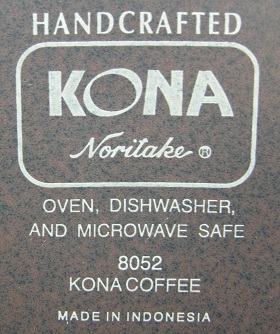 HANDCRAFTED
KONA
Noritake ®
OVEN, DISHWASHER,
AND MICROWAVE SAFE
8052
KONA COFFEE
MADE IN INDONESIA